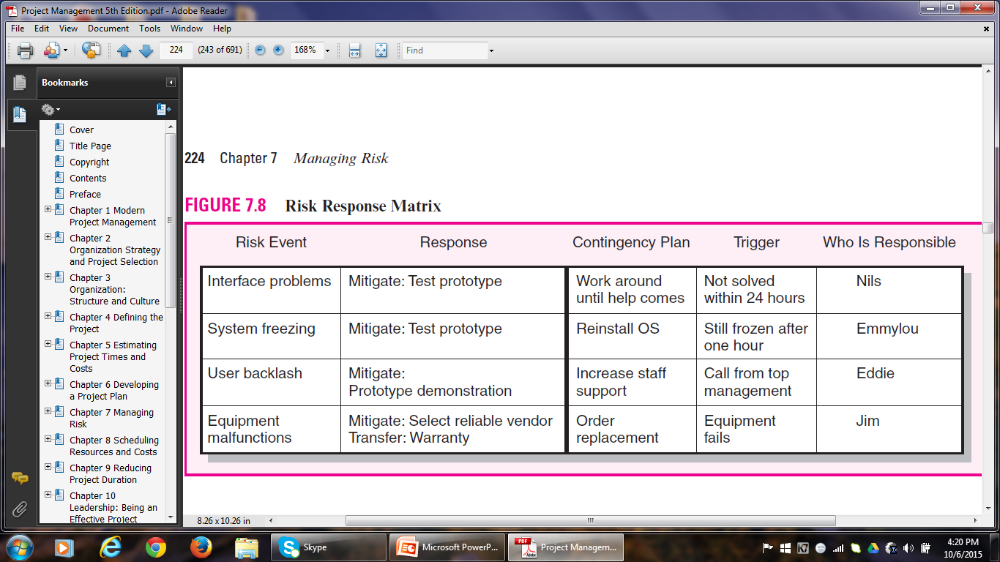 Project Management 5th Edition.pdf - Adobe Reader
File Edit View Document Tools Window Help
224 (243 of 691) 168% Find
Bookmarks
Cover
Title Page
Copyright
Contents
Preface
Chapter 1 Modern
Project Management
Chapter 2
Organization Strategy
and Project Selection
Chapter 3
Organization:
Structure and Culture
Chapter 4 Defining the
Project
Chapter 5 Estimating
Project Times and
Costs
Chapter 6 Developing
a Project Plan
Chapter 7 Managing
Risk
Chapter 8 Scheduling
Resources and Costs
Chapter 9 Reducing
Project Duration
Chapter 10
Leadership: Being an
Effective Project
224 Chapter 7 Managing Risk
FIGURE 7.8 Risk Response Matrix
Risk Event Response Contingency Plan Trigger Who Is Responsible
Interface problems Mitigate: Test prototype Work around Not solved Nils
until help comes within 24 hours
System freezing Mitigate: Test prototype Reinstall OS Still frozen after Emmylou
one hour
User backlash Mitigate: Increase staff Call from top Eddie
Prototype demonstration support management
Equipment Mitigate: Select reliable vendor Order Equipment Jim
malfunctions Transfer: Warranty replacement fails
8.26 x 10.26 in
Skype Microsoft PowerP... Project Managem... 4:20 PM
10/6/2015